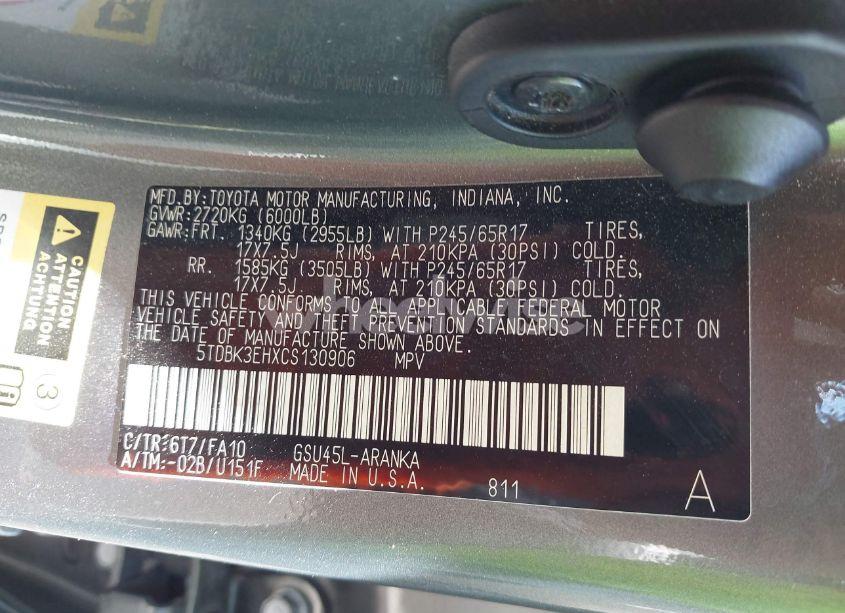 MFD.BY:TOYOTA MOTOR MANUFACTURING, INDIANA, INC.
GVWR:2720KG (6000LB)
GAWR:FRT. 1340KG (2955LB) WITH P245/65R17 TIRES,
17X7.5J RIMS, AT 210KPA (30PSI) COLD.
RR. 1585KG (3505LB) WITH P245/65R17 TIRES,
17X7.5J RIMS, AT 210KPA (30PSI) COLD.
THIS VEHICLE CONFORMS TO ALL APPLICABLE FEDERAL MOTOR
VEHICLE SAFETY AND THEFT PREVENTION STANDARDS IN EFFECT ON
THE DATE OF MANUFACTURE SHOWN ABOVE.
5TDBK3EHXCS130906 MPV
C/TR:6T7/FA10 GSU45L-ARANKA
A/TM:-02B/U151F MADE IN U.S.A. 811
A
CAUTION
ATTENTION
ACHTUNG
3